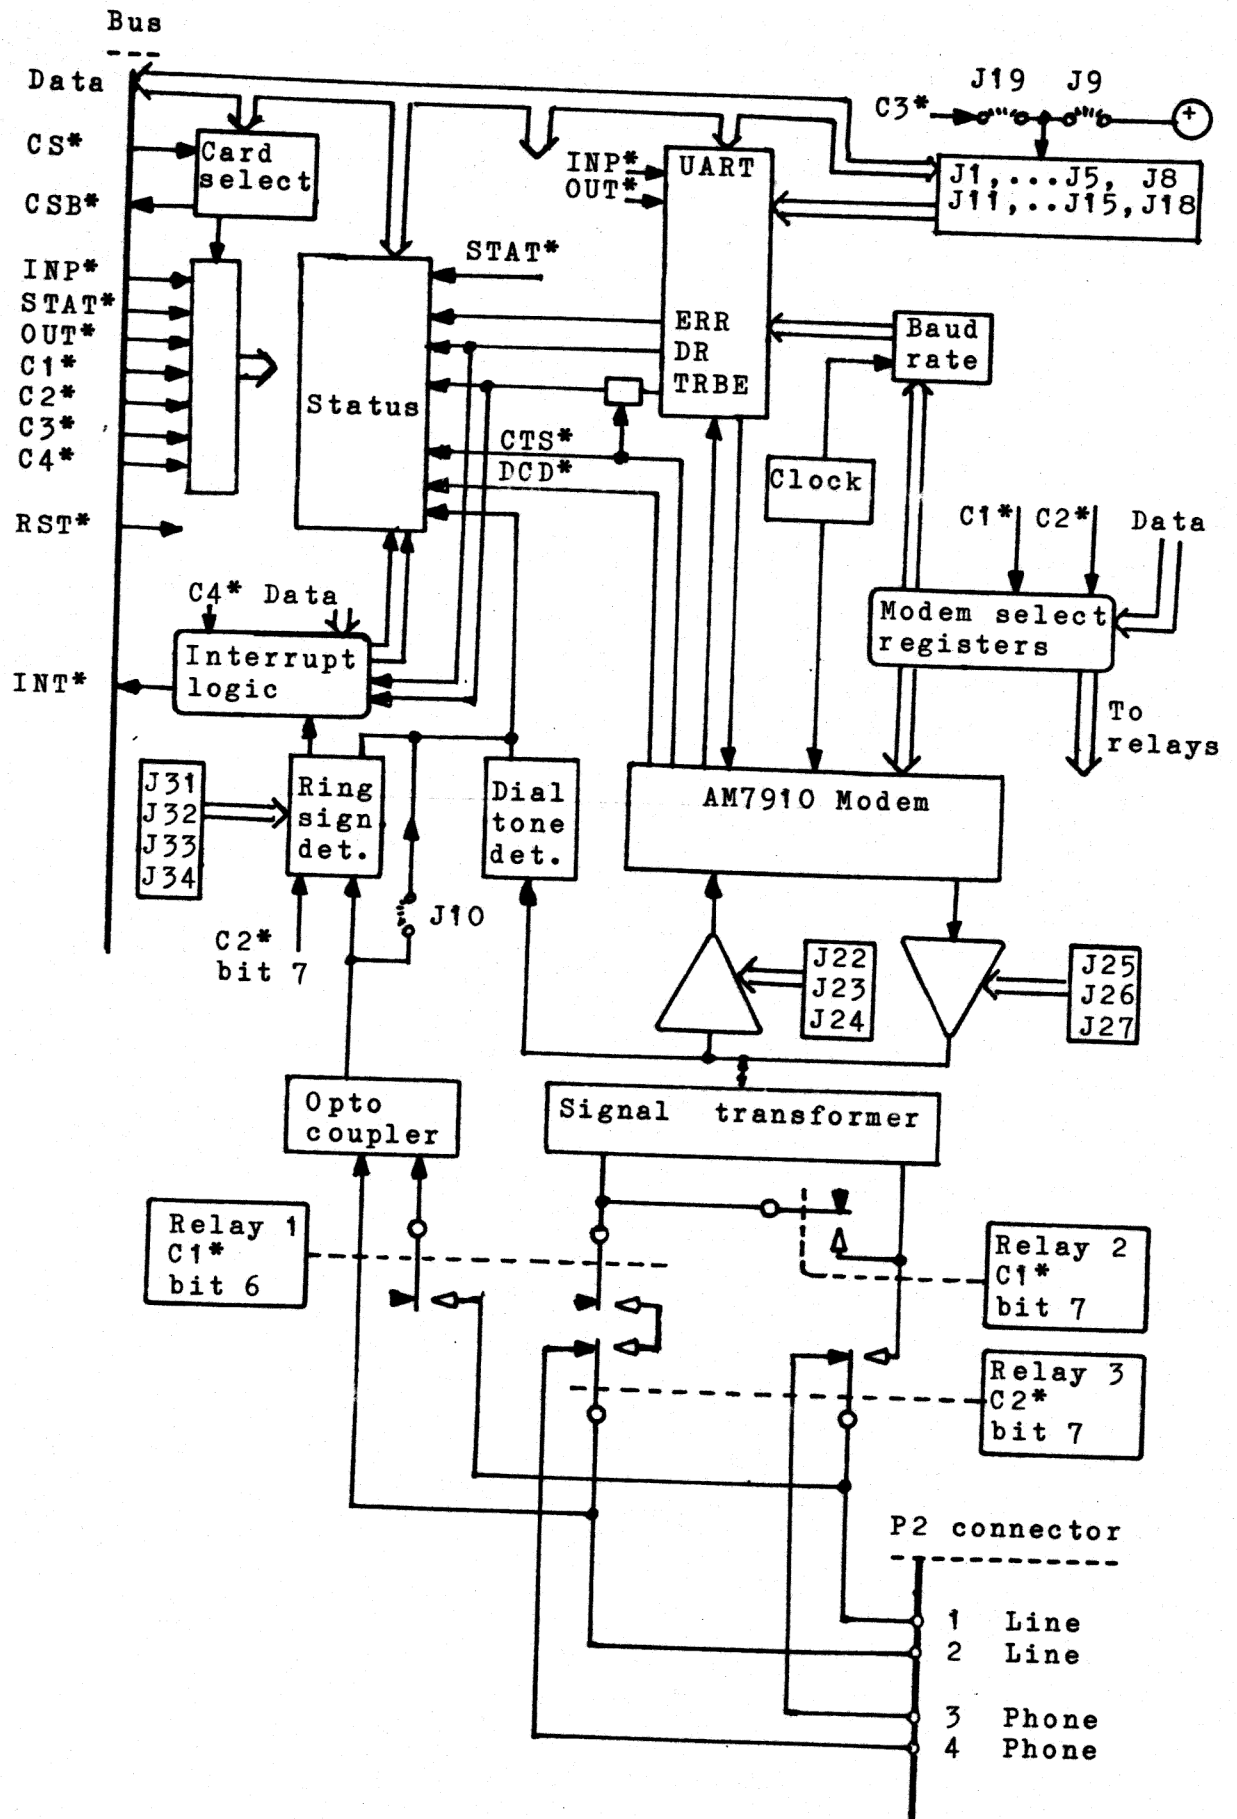 Bus
Data
J19 J9
C3*
+
CS*
Card
select
CSB*
INP*
OUT*
UART
J1,...J5, J8
J11,..J15,J18
INP*
STAT*
OUT*
C1*
C2*
C3*
C4*
RST*
STAT*
Status
ERR
DR
TRBE
CTS*
DCD*
Baud
rate
Clock
C1* C2* Data
Modem select
registers
To
relays
C4* Data
Interrupt
logic
INT*
J31
J32
J33
J34
Ring
sign
det.
C2*
bit 7
J10
Dial
tone
det.
AM7910 Modem
J22
J23
J24
J25
J26
J27
Opto
coupler
Signal transformer
Relay 1
C1*
bit 6
Relay 2
C1*
bit 7
Relay 3
C2*
bit 7
P2 connector
1 Line
2 Line
3 Phone
4 Phone